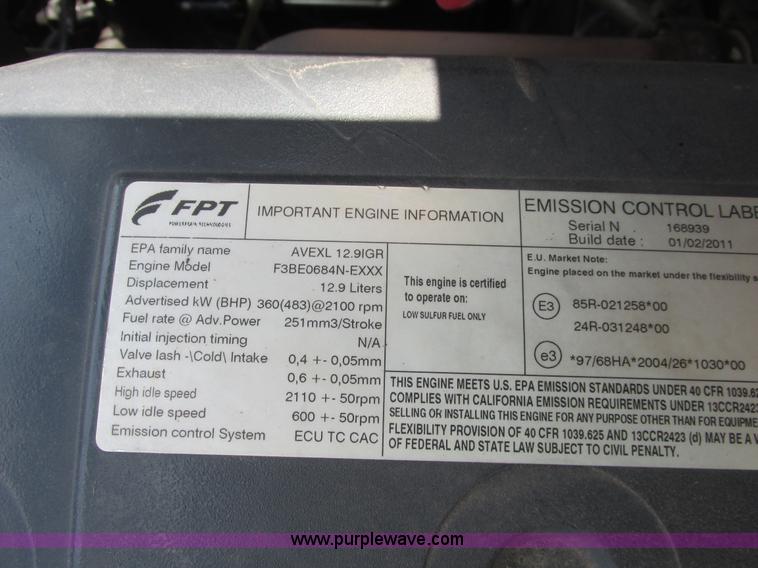 FPT
POWERTRAIN TECHNOLOGIES
IMPORTANT ENGINE INFORMATION
EPA family name AVEXL 12.9IGR
Engine Model F3BE0684N-EXXX
Displacement 12.9 Liters
Advertised kW (BHP) 360(483)@2100 rpm
Fuel rate @ Adv.Power 251mm3/Stroke
Initial injection timing N/A
Valve lash -\Cold\ Intake 0,4 +- 0,05mm
Exhaust 0,6 +- 0,05mm
High idle speed 2110 +- 50rpm
Low idle speed 600 +- 50rpm
Emission control System ECU TC CAC
This engine is certified
to operate on:
LOW SULFUR FUEL ONLY
EMISSION CONTROL LABE
Serial N 168939
Build date : 01/02/2011
E.U. Market Note:
Engine placed on the market under the flexibility s
E3 85R-021258*00
24R-031248*00
e3 *97/68HA*2004/26*1030*00
THIS ENGINE MEETS U.S. EPA EMISSION STANDARDS UNDER 40 CFR 1039.62
COMPLIES WITH CALIFORNIA EMISSION REQUIREMENTS UNDER 13CCR2423
SELLING OR INSTALLING THIS ENGINE FOR ANY PURPOSE OTHER THAN FOR EQUIPME
FLEXIBILITY PROVISION OF 40 CFR 1039.625 AND 13CCR2423 (d) MAY BE A V
OF FEDERAL AND STATE LAW SUBJECT TO CIVIL PENALTY.
www.purplewave.com